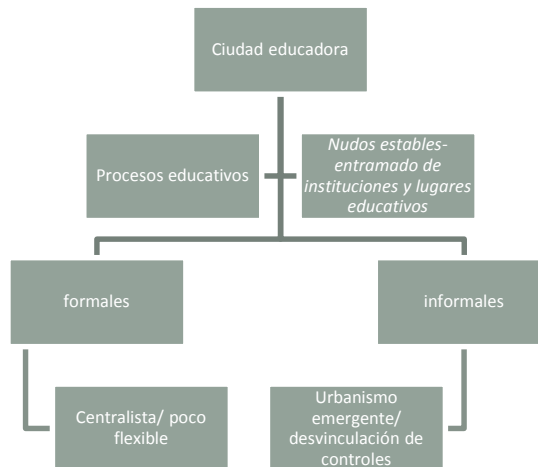 Ciudad educadora
Procesos educativos
Nudos estables-
entramado de
instituciones y lugares
educativos
formales
informales
Centralista/ poco
flexible
Urbanismo
emergente/
desvinculación de
controles